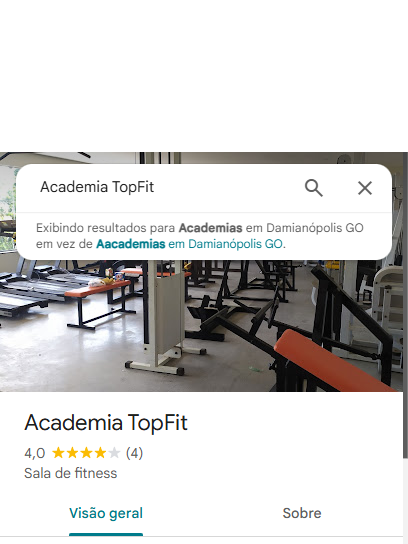 Academia TopFit
Exibindo resultados para Academias em Damianópolis GO
em vez de Aacademias em Damianópolis GO.
Academia TopFit
4,0 (4)
Sala de fitness
Visão geral Sobre